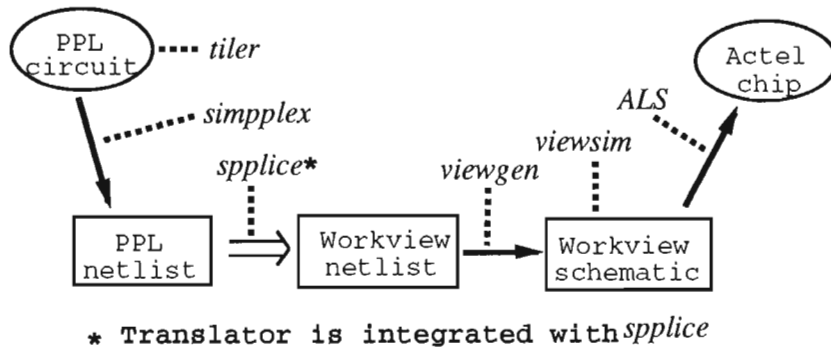 PPL
circuit
tiler
Actel
chip
simpplex
ALS
spplice*
viewgen
viewsim
PPL
netlist
Workview
netlist
Workview
schematic
* Translator is integrated with spplice